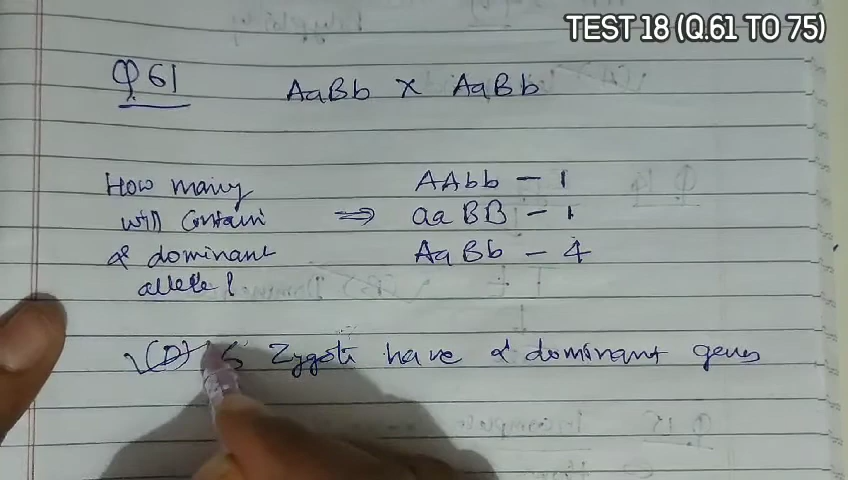 TEST 18 (Q.61 TO 75)
Q 61 AaBb x AaBb
How many AAbb - 1
will contain ⇒ aaBB - 1
2 dominant AaBb - 4
allele ?
(D) 6 Zygote have 2 dominant genes